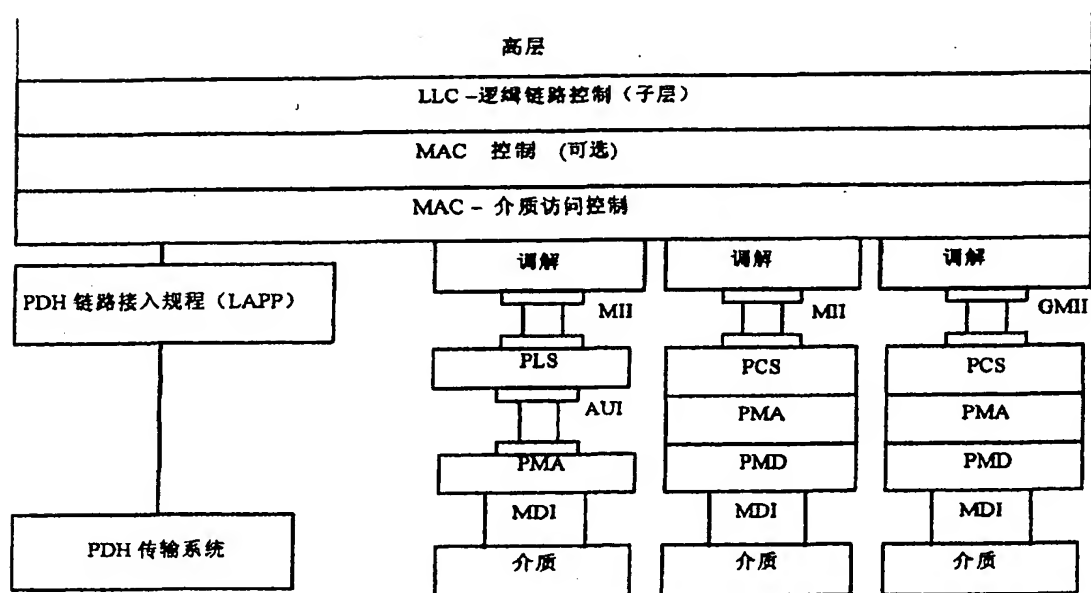 高层
LLC –逻缉链路控制（子层）
MAC 控制 (可选)
MAC – 介质访问控制
调解 调解 调解
PDH 链路接入规程（LAPP）
MII MII GMII
PLS PCS PCS
AUI
PMA PMA
PMA PMD PMD
MDI MDI MDI
PDH 传输系统
介质 介质 介质